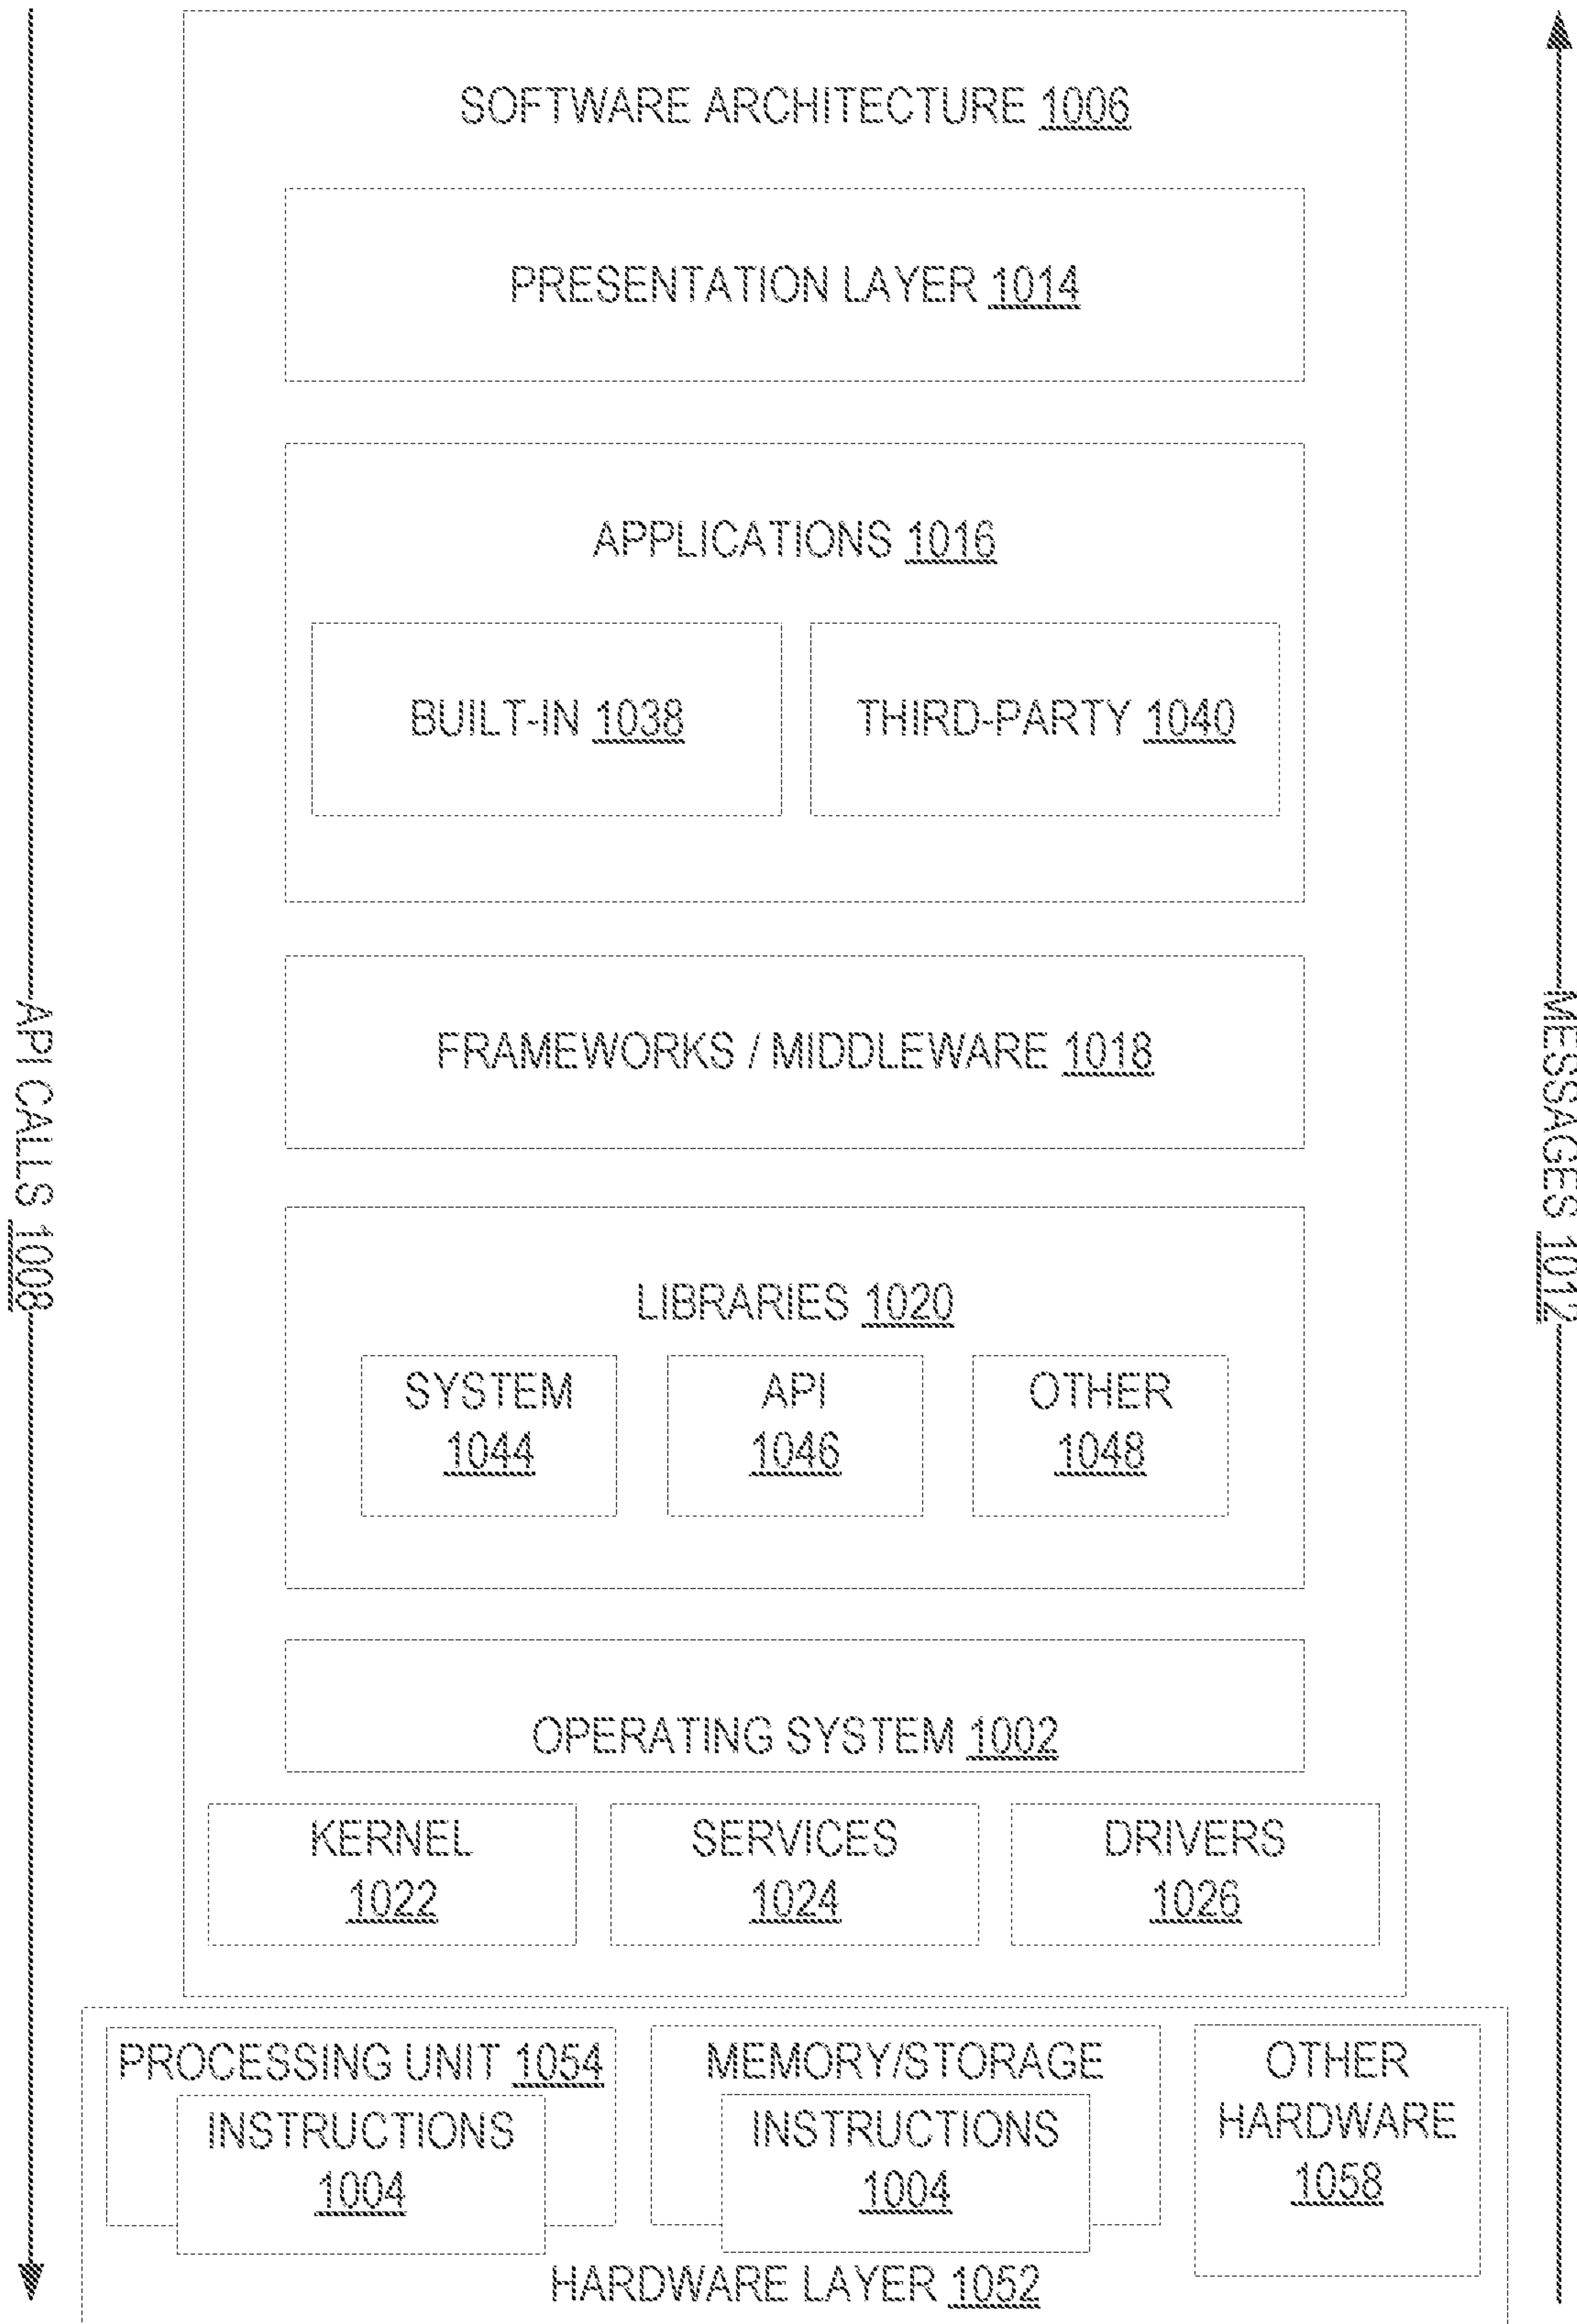 SOFTWARE ARCHITECTURE 1006
PRESENTATION LAYER 1014
APPLICATIONS 1016
BUILT-IN 1038
THIRD-PARTY 1040
FRAMEWORKS / MIDDLEWARE 1018
API CALLS 1008
MESSAGES 1012
LIBRARIES 1020
SYSTEM
1044
API
1046
OTHER
1048
OPERATING SYSTEM 1002
KERNEL
1022
SERVICES
1024
DRIVERS
1026
PROCESSING UNIT 1054
INSTRUCTIONS
1004
MEMORY/STORAGE
INSTRUCTIONS
1004
OTHER
HARDWARE
1058
HARDWARE LAYER 1052